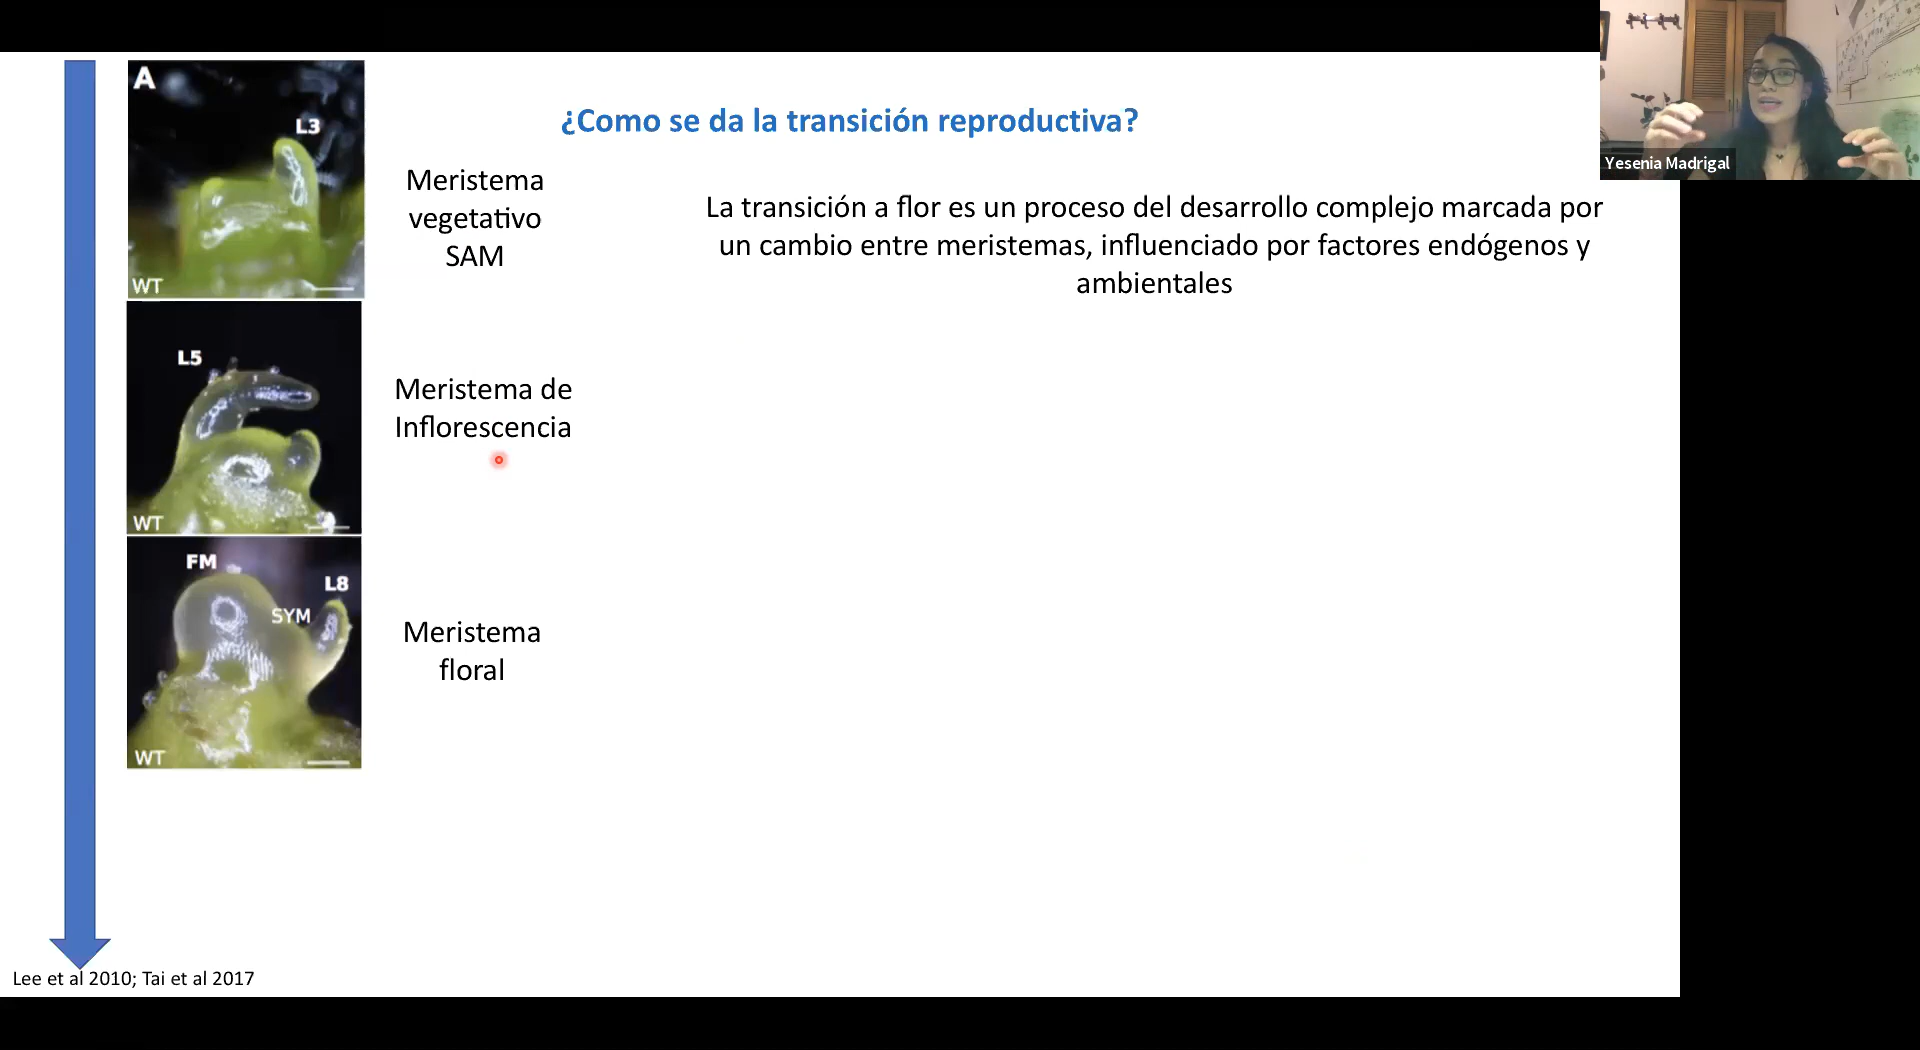 A
L3
WT
¿Como se da la transición reproductiva?
Yesenia Madrigal
Meristema
vegetativo
SAM
La transición a flor es un proceso del desarrollo complejo marcada por
un cambio entre meristemas, influenciado por factores endógenos y
ambientales
L5
WT
Meristema de
Inflorescencia
FM
L8
SYM
WT
Meristema
floral
Lee et al 2010; Tai et al 2017